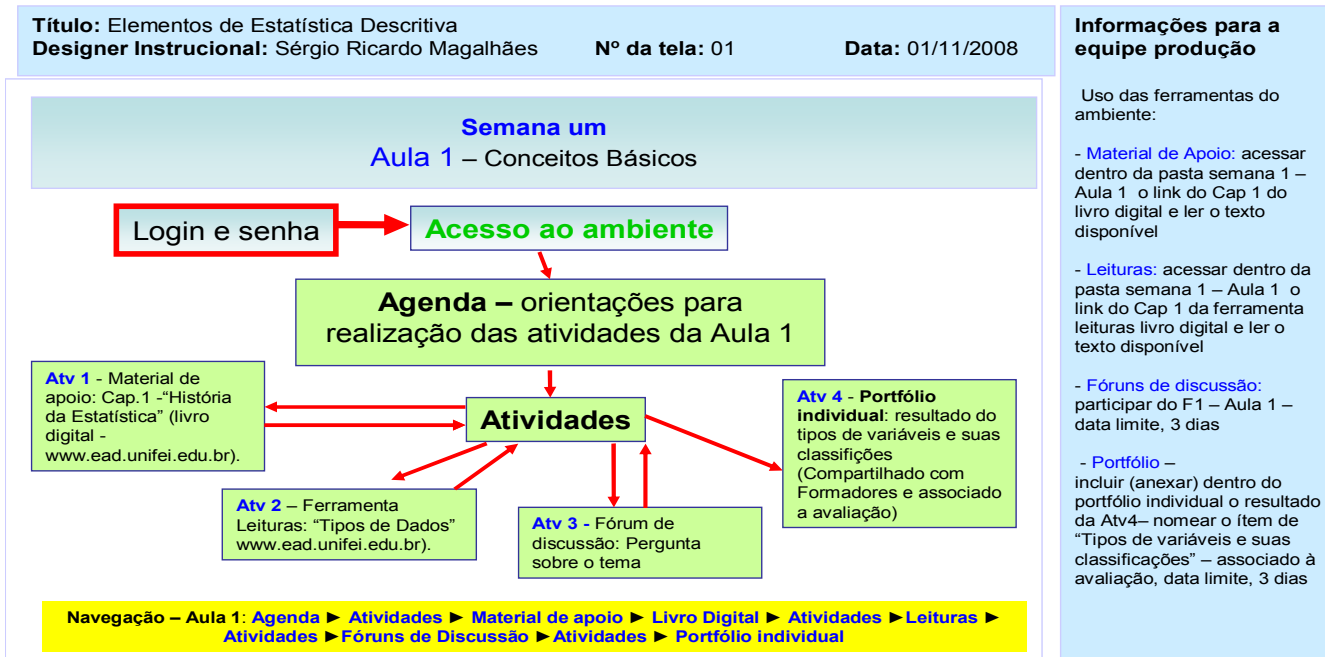 Título: Elementos de Estatística Descritiva
Designer Instrucional: Sérgio Ricardo Magalhães Nº da tela: 01 Data: 01/11/2008
Semana um
Aula 1 – Conceitos Básicos
Login e senha
Acesso ao ambiente
Agenda – orientações para
realização das atividades da Aula 1
Atividades
Atv 1 - Material de
apoio: Cap.1 -“História
da Estatística” (livro
digital -
www.ead.unifei.edu.br).
Atv 2 – Ferramenta
Leituras: “Tipos de Dados”
www.ead.unifei.edu.br).
Atv 3 - Fórum de
discussão: Pergunta
sobre o tema
Atv 4 - Portfólio
individual: resultado do
tipos de variáveis e suas
classifições
(Compartilhado com
Formadores e associado
a avaliação)
Navegação – Aula 1: Agenda ► Atividades ► Material de apoio ► Livro Digital ► Atividades ►Leituras ►
Atividades ►Fóruns de Discussão ►Atividades ► Portfólio individual
Informações para a
equipe produção
Uso das ferramentas do
ambiente:
- Material de Apoio: acessar
dentro da pasta semana 1 –
Aula 1 o link do Cap 1 do
livro digital e ler o texto
disponível
- Leituras: acessar dentro da
pasta semana 1 – Aula 1 o
link do Cap 1 da ferramenta
leituras livro digital e ler o
texto disponível
- Fóruns de discussão:
participar do F1 – Aula 1 –
data limite, 3 dias
- Portfólio –
incluir (anexar) dentro do
portfólio individual o resultado
da Atv4– nomear o ítem de
“Tipos de variáveis e suas
classificações” – associado à
avaliação, data limite, 3 dias